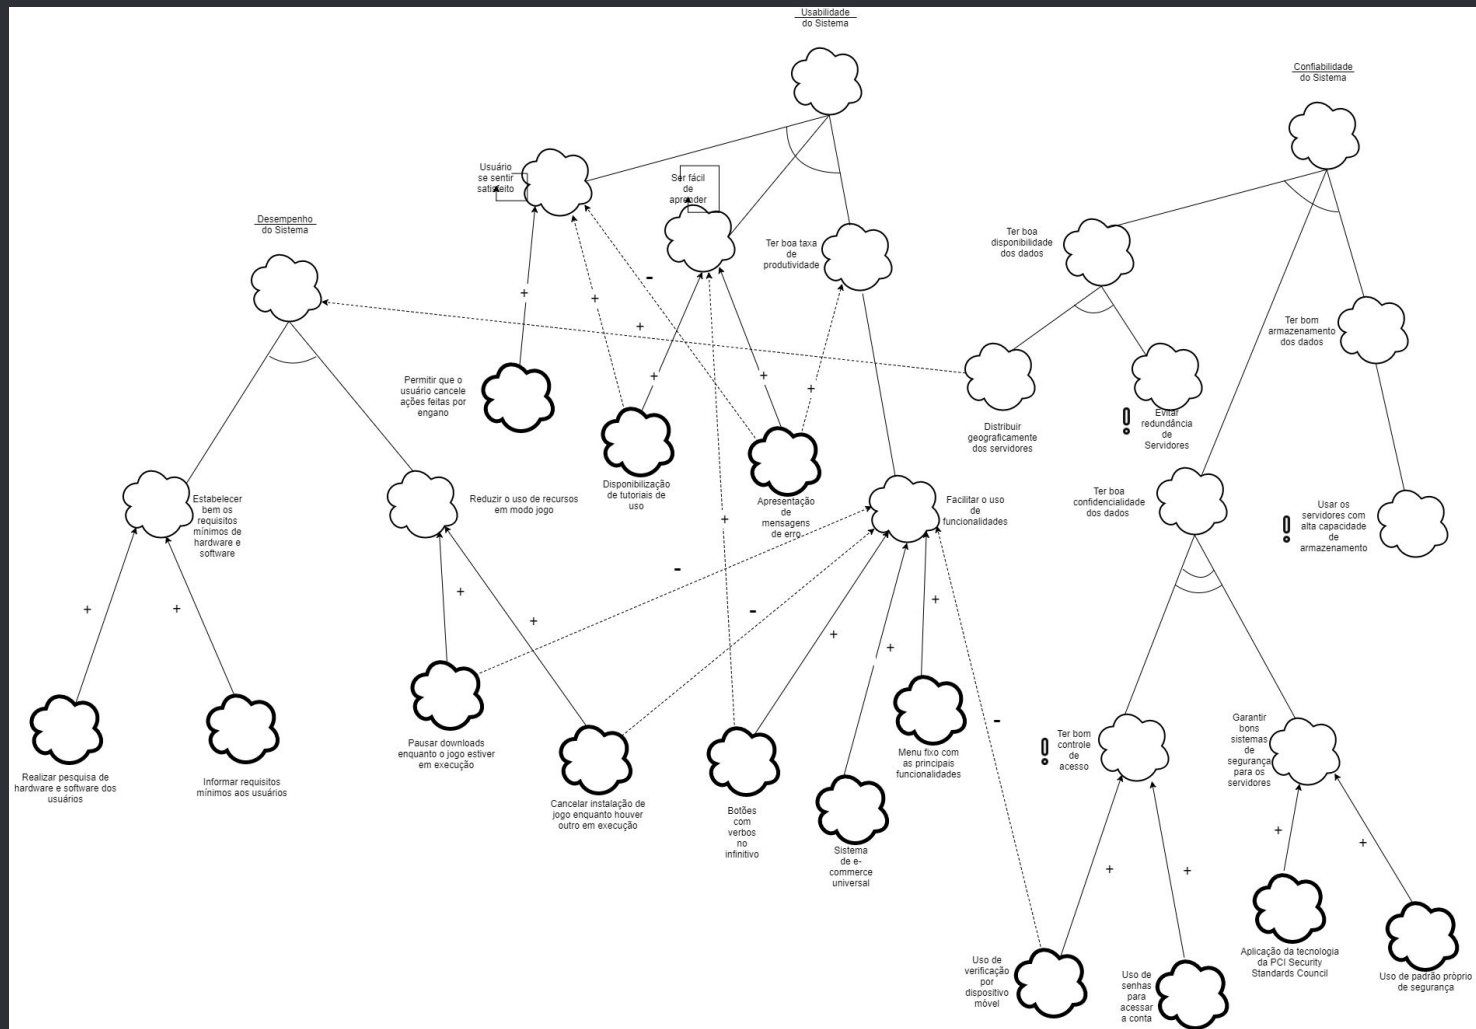 Usabilidade
do Sistema
Confiabilidade
do Sistema
Usuário
se sentir
satisfeito
Ser fácil
de
aprender
Desempenho
do Sistema
Ter boa taxa
de
produtividade
Ter boa
disponibilidade
dos dados
Ter bom
armazenamento
dos dados
-
+
+
+
Permitir que o
usuário cancele
ações feitas por
engano
+
+
+
Distribuir
geograficamente
dos servidores
Evitar
redundância
de
Servidores
Disponibilização
de tutoriais de
uso
Apresentação
de
mensagens
de erro
Estabelecer
bem os
requisitos
mínimos de
hardware e
software
Reduzir o uso de recursos
em modo jogo
Facilitar o uso
de
funcionalidades
Ter boa
confidencialidade
dos dados
Usar os
servidores com
alta capacidade
de
armazenamento
+
-
+
+
+
+
-
+
+
+
-
Realizar pesquisa de
hardware e software dos
usuários
Informar requisitos
mínimos aos usuários
Pausar downloads
enquanto o jogo estiver
em execução
Cancelar instalação de
jogo enquanto houver
outro em execução
Botões
com
verbos
no
infinitivo
Sistema
de e-
commerce
universal
Menu fixo com
as principais
funcionalidades
Ter bom
controle
de
acesso
Garantir
bons
sistemas
de
segurança
para os
servidores
+
+
+
+
Uso de
verificação
por
dispositivo
móvel
Uso de
senhas
para
acessar
a conta
Aplicação da tecnologia
da PCI Security
Standards Council
Uso de padrão próprio
de segurança